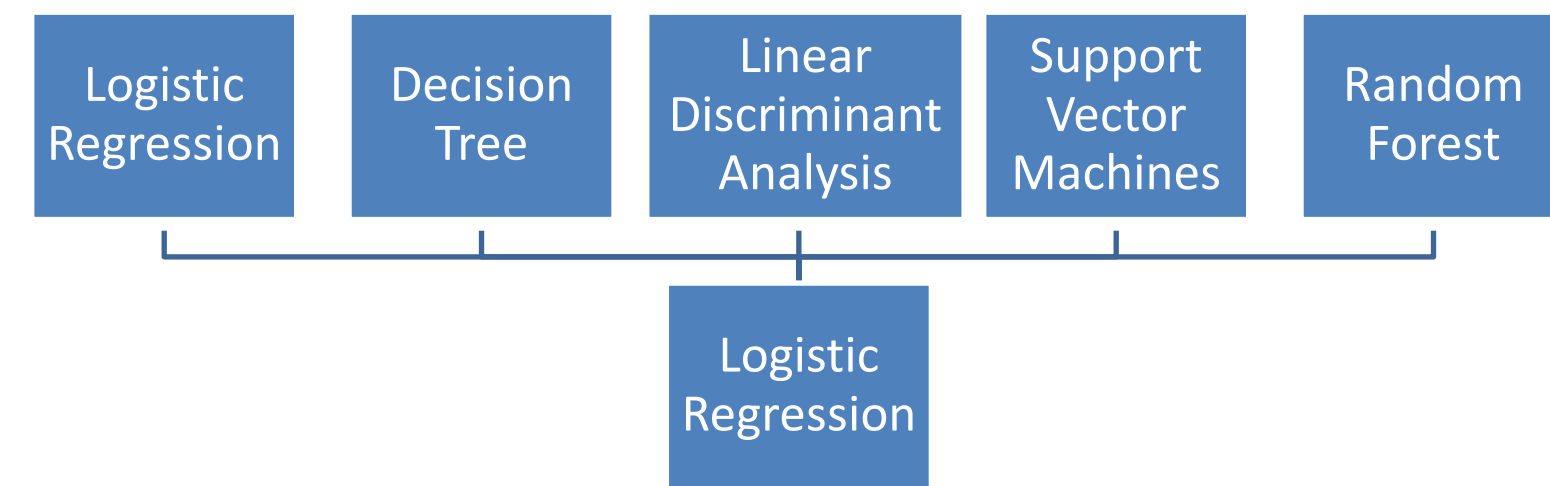 Logistic
Regression
Decision
Tree
Linear
Discriminant
Analysis
Support
Vector
Machines
Random
Forest
Logistic
Regression